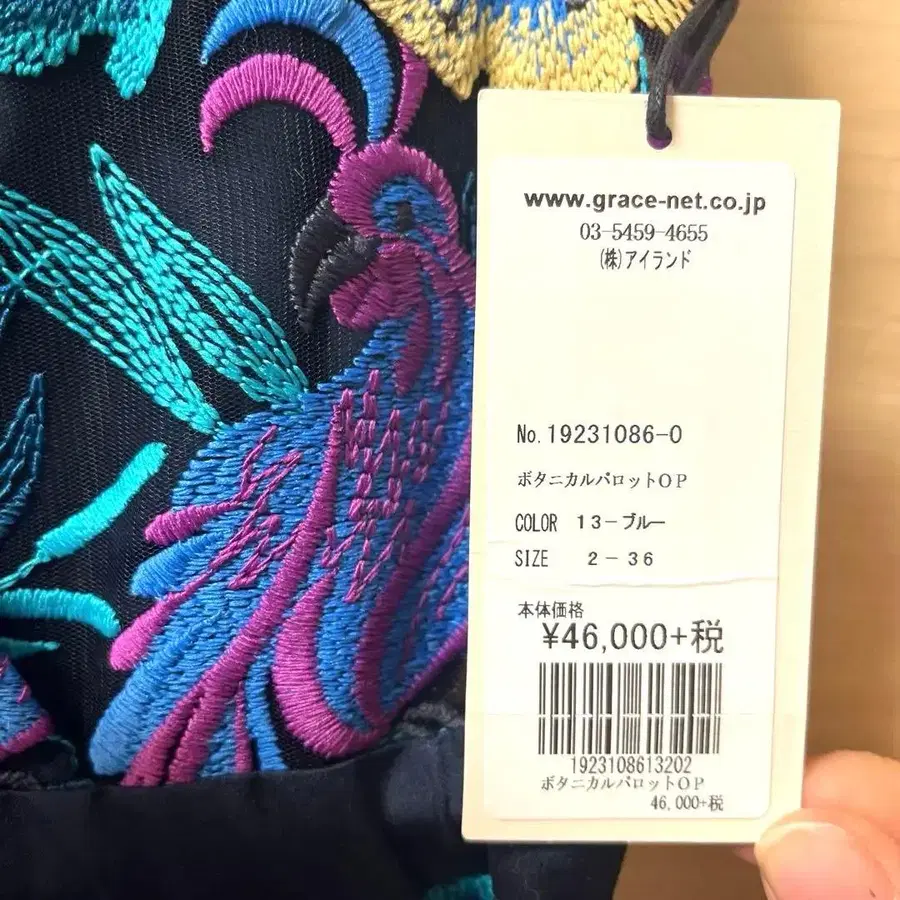 www.grace-net.co.jp
03-5459-4655
(株)アイランド
No. 19231086-0
ボタニカルパロットOP
COLOR 13-ブルー
SIZE 2-36
本体価格
¥46,000+税
1923108613202
ボタニカルパロットOP
46,000+税